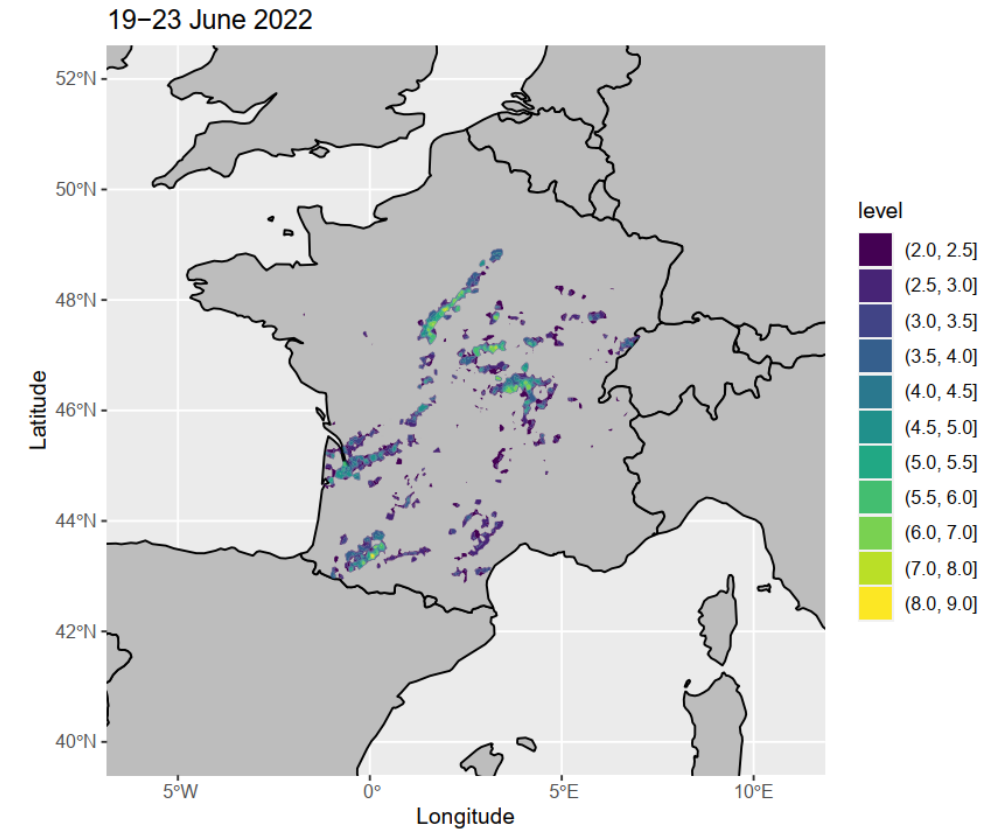 19−23 June 2022
52°N
50°N
48°N
46°N
44°N
42°N
40°N
5°W
0°
5°E
10°E
Longitude
Latitude
level
(2.0, 2.5]
(2.5, 3.0]
(3.0, 3.5]
(3.5, 4.0]
(4.0, 4.5]
(4.5, 5.0]
(5.0, 5.5]
(5.5, 6.0]
(6.0, 7.0]
(7.0, 8.0]
(8.0, 9.0]